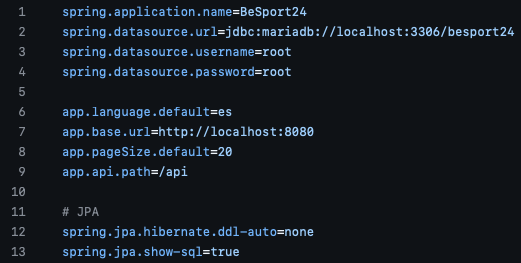 1 spring.application.name=BeSport24
2 spring.datasource.url=jdbc:mariadb://localhost:3306/besport24
3 spring.datasource.username=root
4 spring.datasource.password=root
5
6 app.language.default=es
7 app.base.url=http://localhost:8080
8 app.pageSize.default=20
9 app.api.path=/api
10
11 # JPA
12 spring.jpa.hibernate.ddl-auto=none
13 spring.jpa.show-sql=true